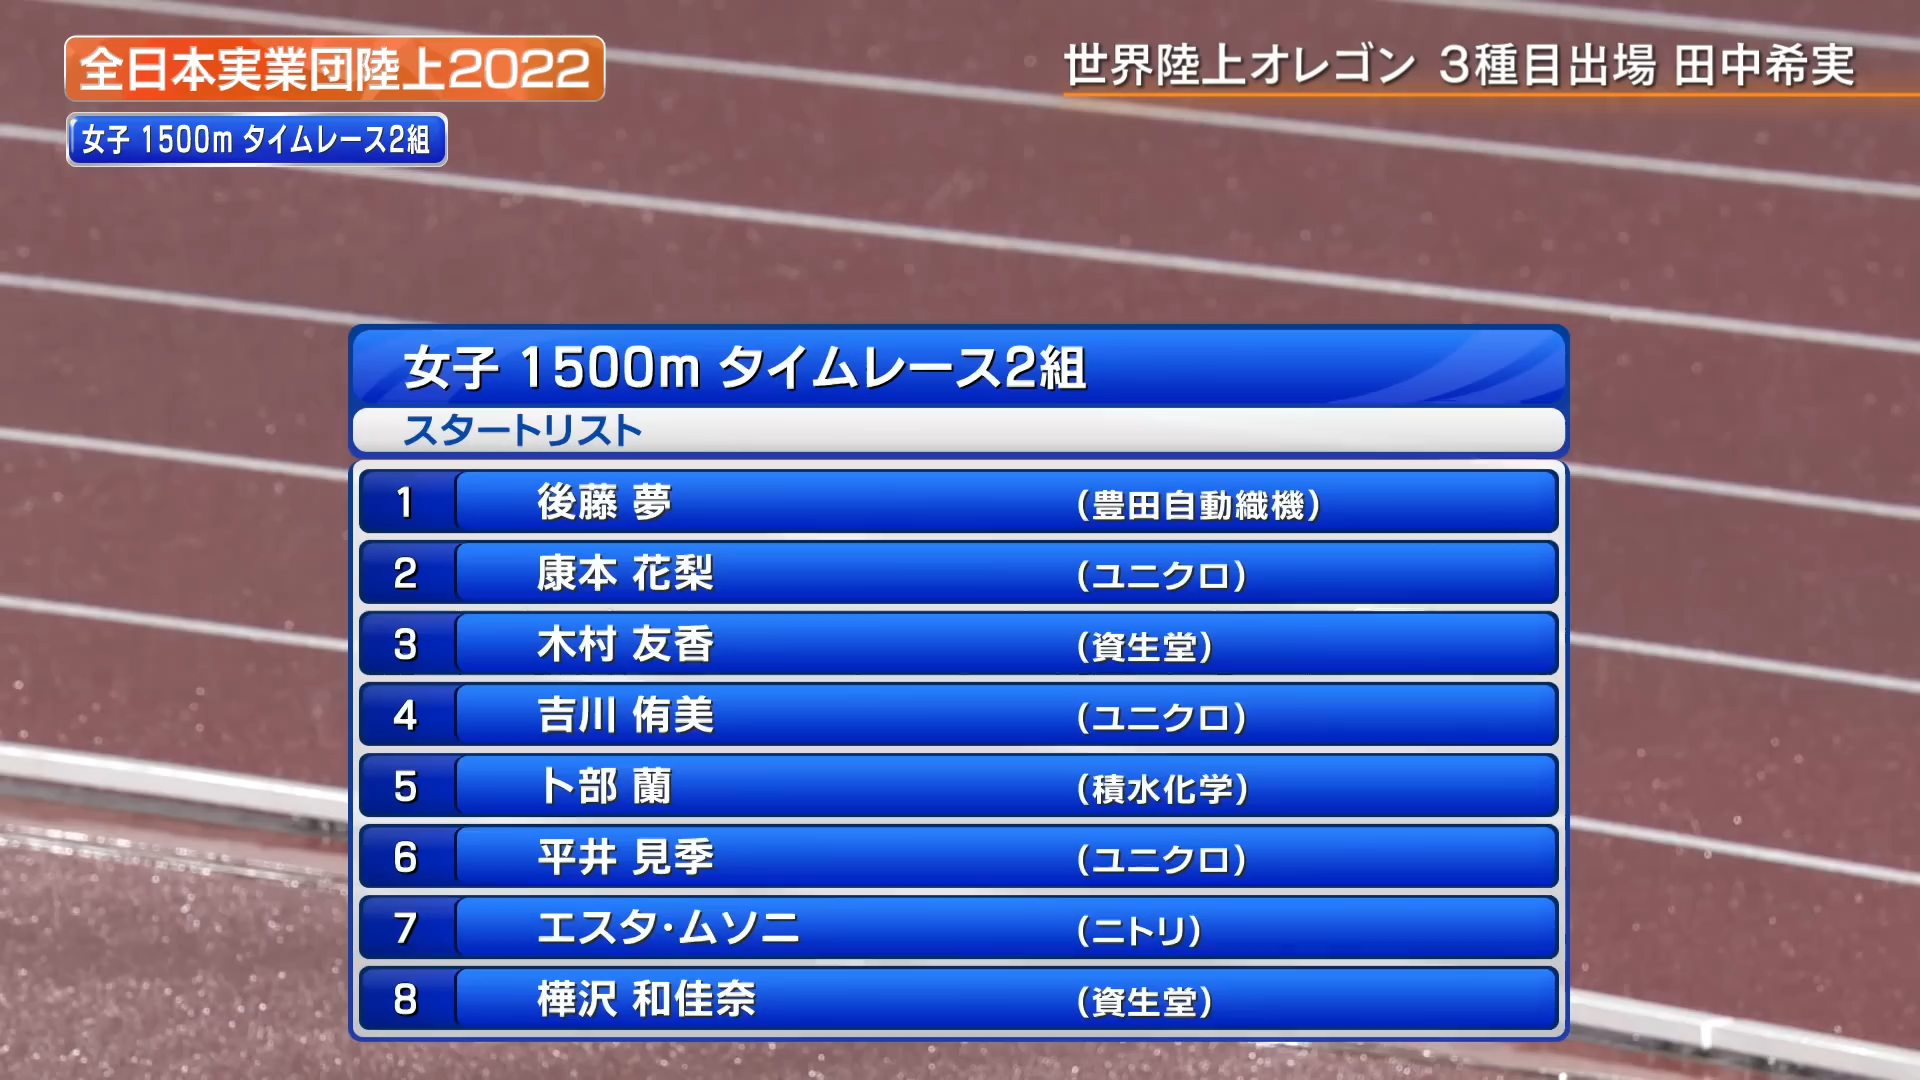 全日本実業団陸上2022
世界陸上オレゴン 3種目出場 田中希実
女子 1500m タイムレース2組
女子 1500m タイムレース2組
スタートリスト
1 後藤 夢 (豊田自動織機)
2 康本 花梨 (ユニクロ)
3 木村 友香 (資生堂)
4 吉川 侑美 (ユニクロ)
5 卜部 蘭 (積水化学)
6 平井 見季 (ユニクロ)
7 エスタ・ムソニ (ニトリ)
8 樺沢 和佳奈 (資生堂)